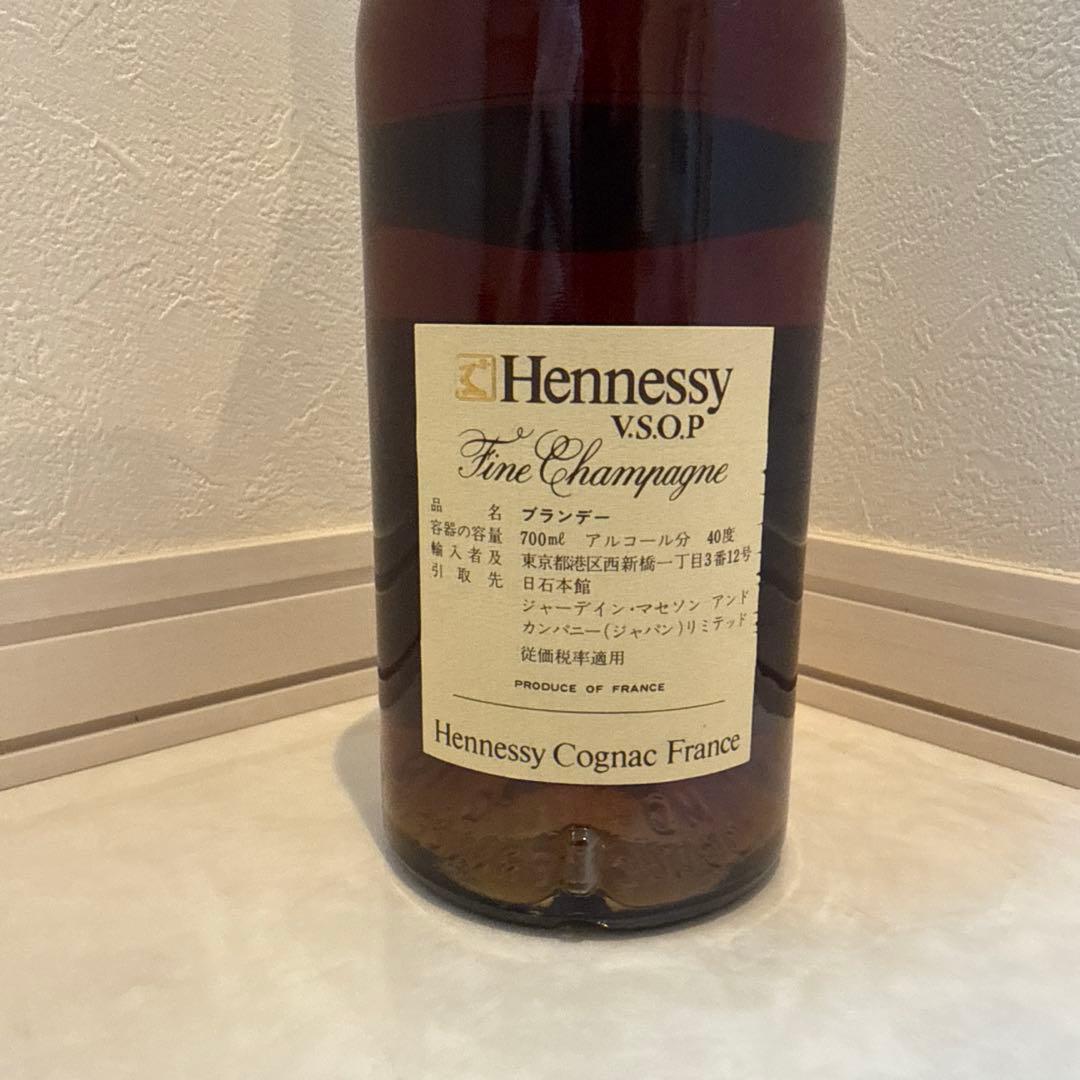 Hennessy
V.S.O.P
Fine Champagne
品名 ブランデー
容器の容量 700mℓ アルコール分 40度
輸入者及 東京都港区西新橋一丁目3番12号
引取先 日石本館
ジャーデイン・マセソン アンド
カンパニー(ジャパン)リミテッド
従価税率適用
PRODUCE OF FRANCE
Hennessy Cognac France